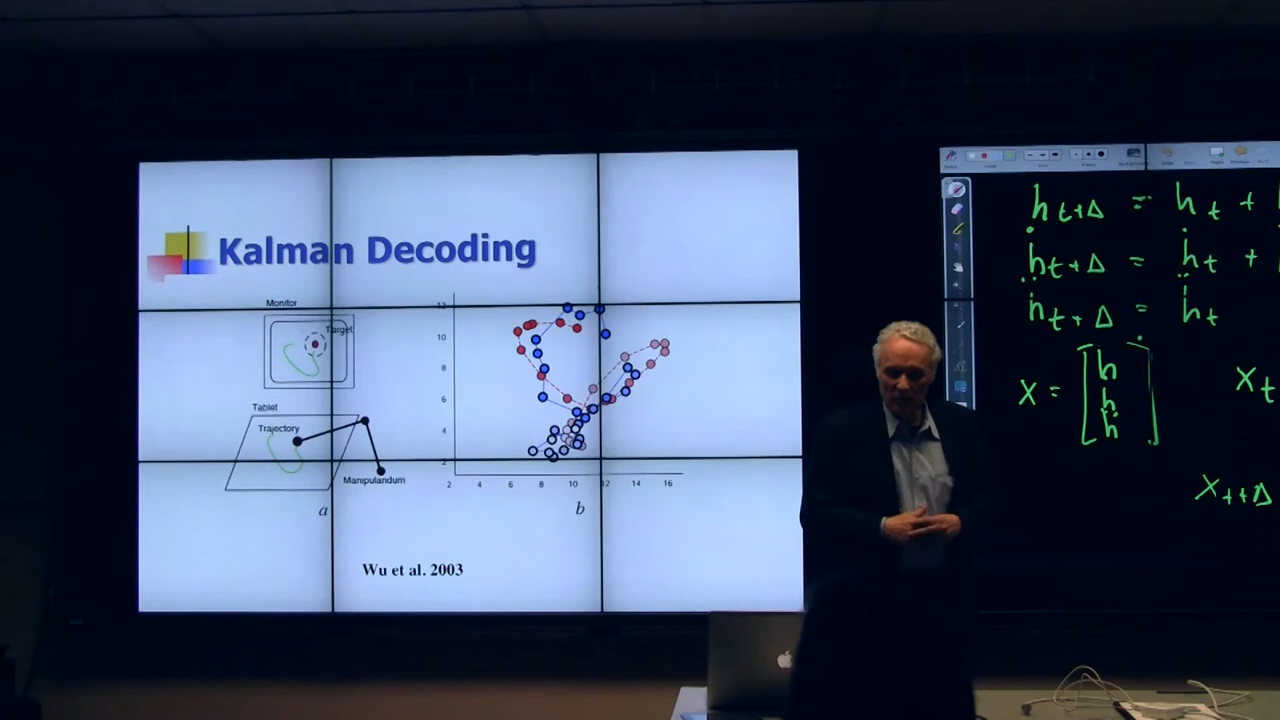 Kalman Decoding
Monitor
Target
Tablet
Trajectory
Manipulandum
a
12
10
8
6
4
2
2 4 6 8 10 12 14 16
b
Wu et al. 2003
h t+Δ = h t +
ḣ t+Δ = ḣ t +
ḧ t+Δ = ḧ t
X = [ h
ḣ
ḧ ]
X t
X t+Δ